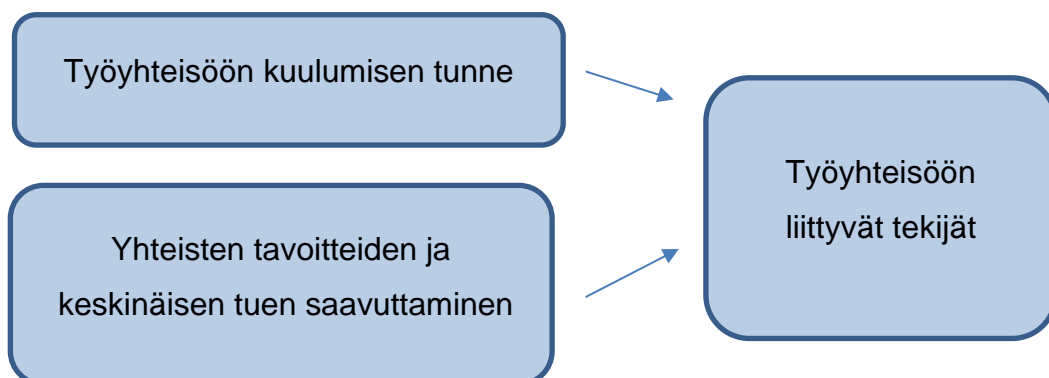 Työyhteisöön kuulumisen tunne
Yhteisten tavoitteiden ja
keskinäisen tuen saavuttaminen
Työyhteisöön
liittyvät tekijät